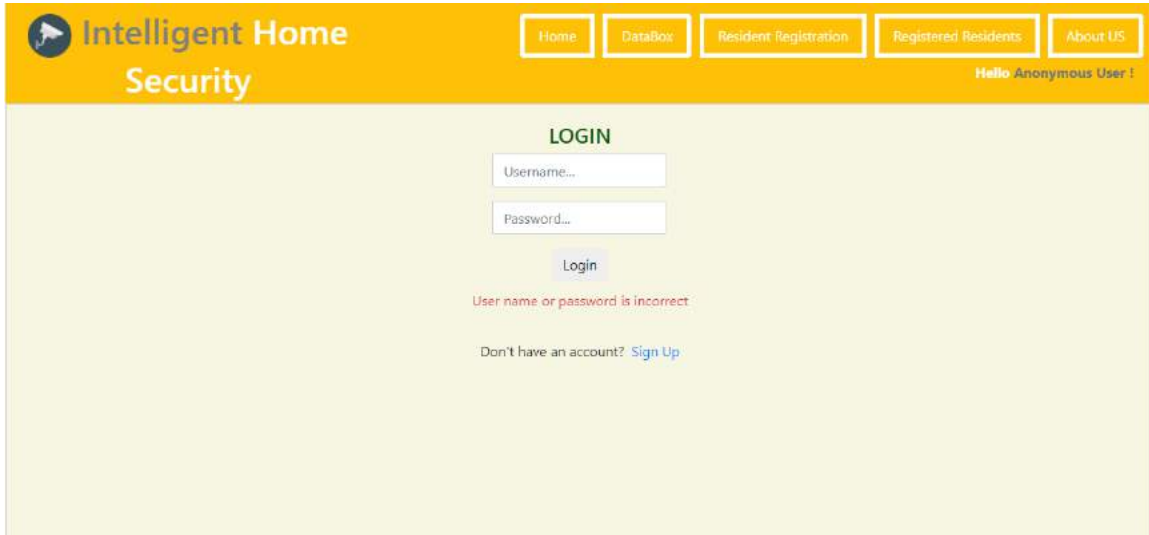 Intelligent Home
Security
Home
DataBox
Resident Registration
Registered Residents
About US
Hello Anonymous User !
LOGIN
Username...
Password...
Login
User name or password is incorrect
Don't have an account? Sign Up